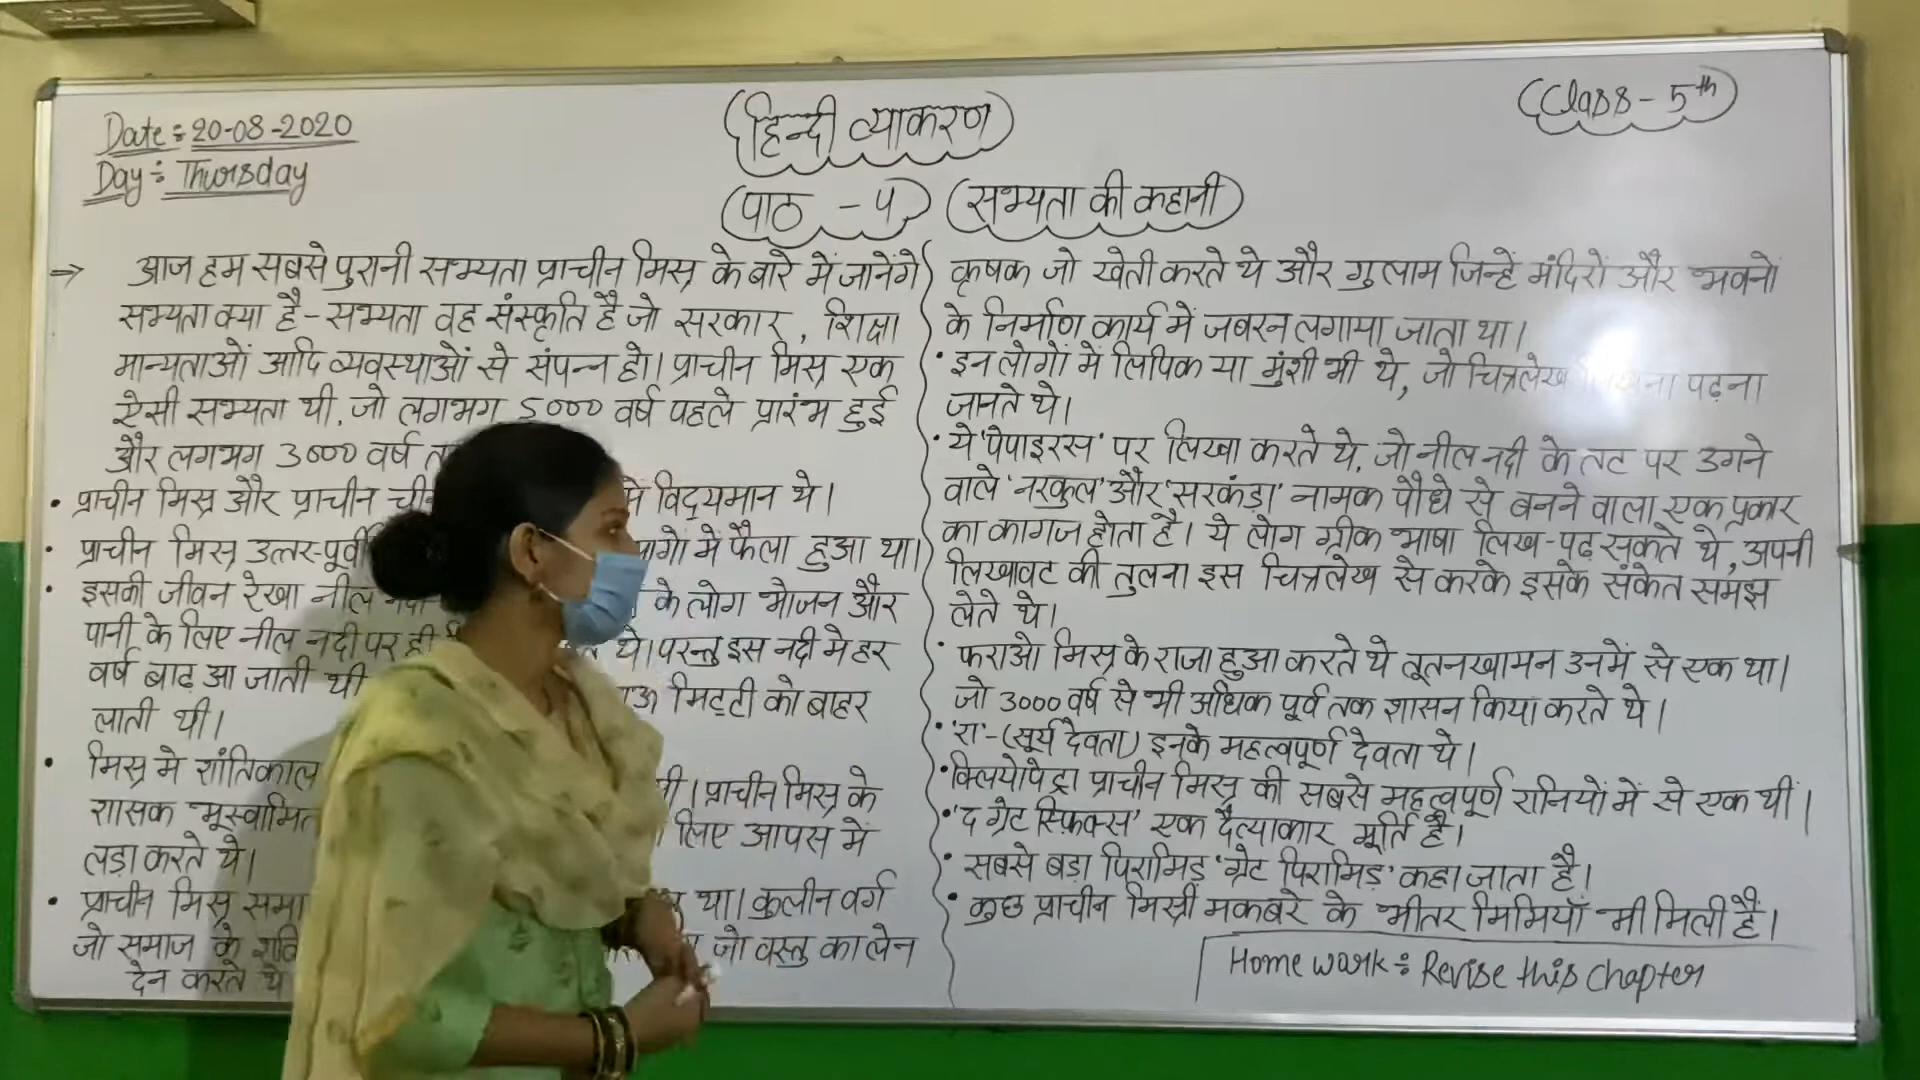 Date: 20-08-2020
Day: Thursday
(हिन्दी व्याकरण)
(Class - 5th)
(पाठ - 5) (सभ्यता की कहानी)
⇒ आज हम सबसे पुरानी सभ्यता प्राचीन मिस्र के बारे में जानेंगे
सभ्यता क्या है - सभ्यता वह संस्कृति है जो सरकार, शिक्षा
मान्यताओं आदि व्यवस्थाओं से संपन्न हो। प्राचीन मिस्र एक
ऐसी सभ्यता थी, जो लगभग 5000 वर्ष पहले प्रारंभ हुई
और लगभग 3000 वर्ष
• प्राचीन मिस्र और प्राचीन विद्यमान थे।
• प्राचीन मिस्र उत्तर-पूर्वी में फैला हुआ था।
• इसकी जीवन रेखा नील के लोग भोजन और
पानी के लिए नील नदी पर ही थे। परन्तु इस नदी मे हर
वर्ष बाढ़ आ जाती थी मिट्टी को बाहर
लाती थी।
• मिस्र मे शांतिकाल प्राचीन मिस्र के
शासक लिए आपस में
लड़ा करते थे।
• प्राचीन मिस्र था। कुलीन वर्ग
जो समाज के जो वस्तु का लेन
देन करते थे
कृषक जो खेती करते थे और गुलाम जिन्हें मंदिरों और भवनों
के निर्माण कार्य में जबरन लगाया जाता था।
• इन लोगों में लिपिक या मुंशी भी थे, जो चित्रलेख पढ़ना
जानते थे।
• ये 'पेपाइरस' पर लिखा करते थे, जो नील नदी के तट पर उगने
वाले 'नरकुल' और 'सरकंड़ा' नामक पौधे से बनने वाला एक प्रकार
का कागज होता है। ये लोग ग्रीक भाषा लिख-पढ़ सकते थे, अपनी
लिखावट की तुलना इस चित्रलेख से करके इसके संकेत समझ
लेते थे।
• फराओ मिस्र के राजा हुआ करते थे तूतनखामन उनमें से एक था।
जो 3000 वर्ष से भी अधिक पूर्व तक शासन किया करते थे।
• 'रा'-(सूर्य देवता) इनके महत्वपूर्ण देवता थे।
• क्लियोपेट्रा प्राचीन मिस्र की सबसे महत्वपूर्ण रानियों में से एक थीं।
• 'द ग्रेट स्फ़िंक्स' एक दैत्याकार मूर्ति है।
• सबसे बड़ा पिरामिड़ 'ग्रेट पिरामिड़' कहा जाता है।
• कुछ प्राचीन मिस्री मकबरे के भीतर ममियाँ भी मिली हैं।
Home work: Revise this chapter